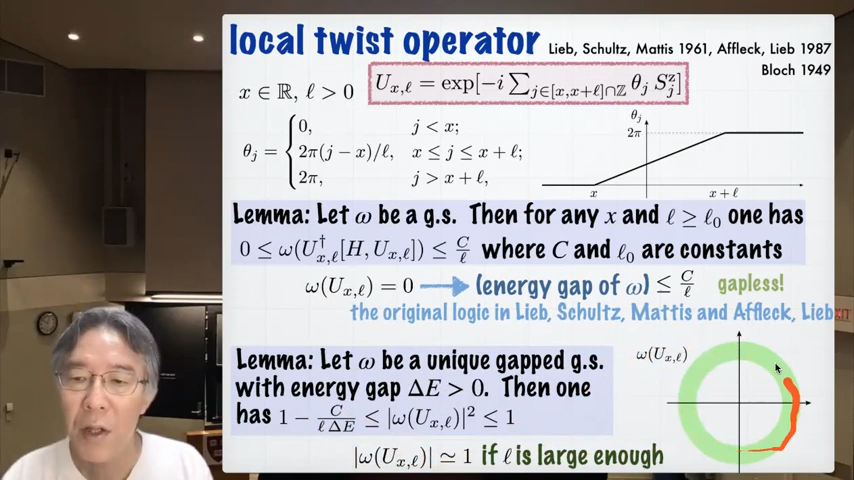 local twist operator Lieb, Schultz, Mattis 1961, Affleck, Lieb 1987
Bloch 1949
x ∈ ℝ, ℓ > 0 U_{x,ℓ} = exp[−i ∑_{j∈[x,x+ℓ]∩ℤ} θ_j S_j^z]
θ_j = { 0, j < x;
2π(j − x)/ℓ, x ≤ j ≤ x + ℓ;
2π, j > x + ℓ,
θ_j
2π
x x + ℓ
Lemma: Let ω be a g.s. Then for any x and ℓ ≥ ℓ_0 one has
0 ≤ ω(U†_{x,ℓ}[H, U_{x,ℓ}]) ≤ C/ℓ where C and ℓ_0 are constants
ω(U_{x,ℓ}) = 0 → (energy gap of ω) ≤ C/ℓ gapless!
the original logic in Lieb, Schultz, Mattis and Affleck, Lieb
Lemma: Let ω be a unique gapped g.s.
with energy gap ΔE > 0. Then one
has 1 − C/(ℓ ΔE) ≤ |ω(U_{x,ℓ})|² ≤ 1
ω(U_{x,ℓ})
|ω(U_{x,ℓ})| ≃ 1 if ℓ is large enough